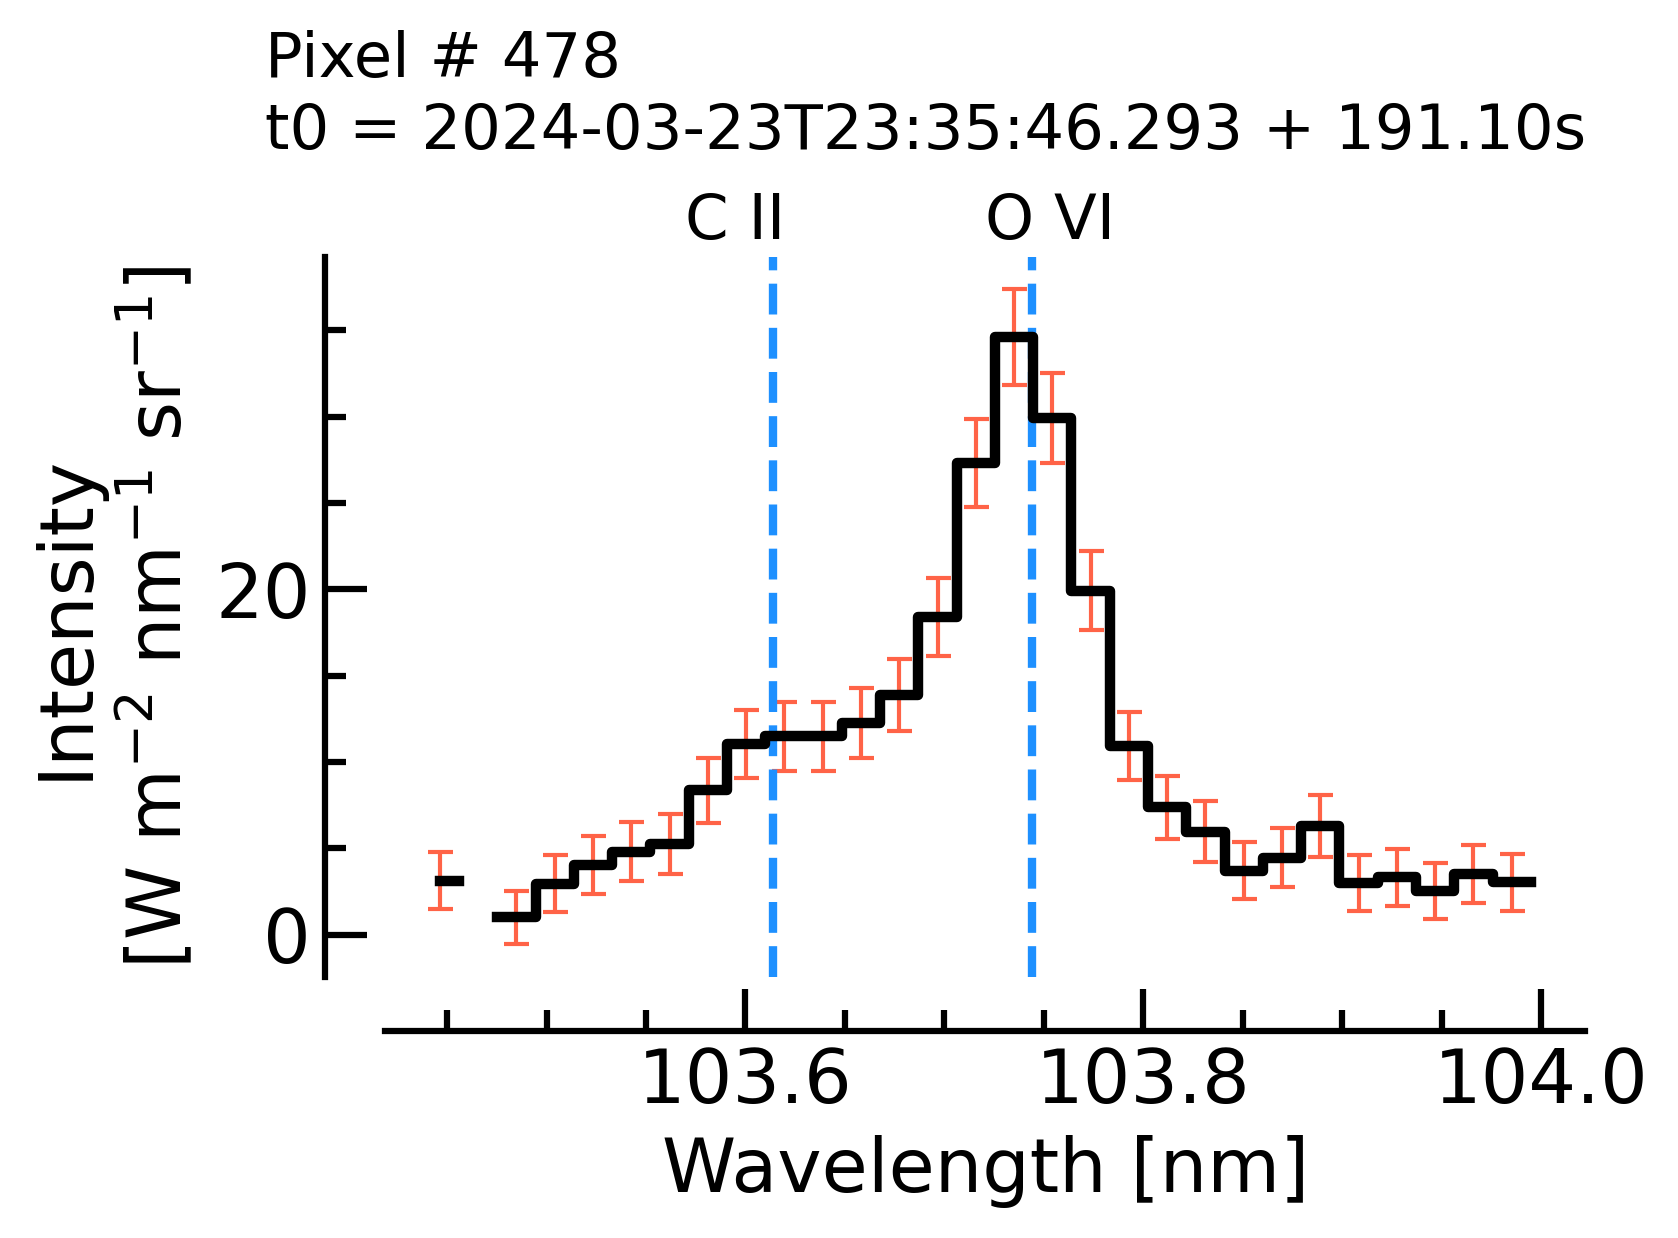 Pixel # 478
t0 = 2024-03-23T23:35:46.293 + 191.10s
C II
O VI
Intensity
[W m⁻² nm⁻¹ sr⁻¹]
20
0
103.6
103.8
104.0
Wavelength [nm]